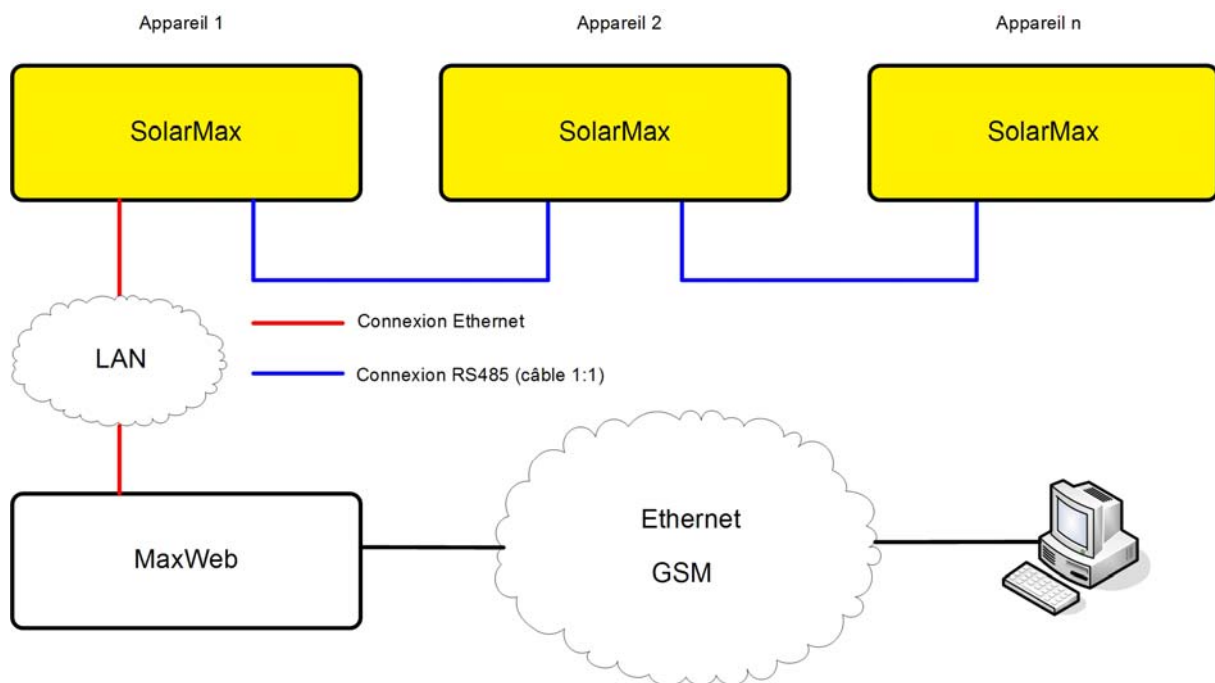 Appareil 1
Appareil 2
Appareil n
SolarMax
SolarMax
SolarMax
Connexion Ethernet
LAN
Connexion RS485 (câble 1:1)
Ethernet
GSM
MaxWeb